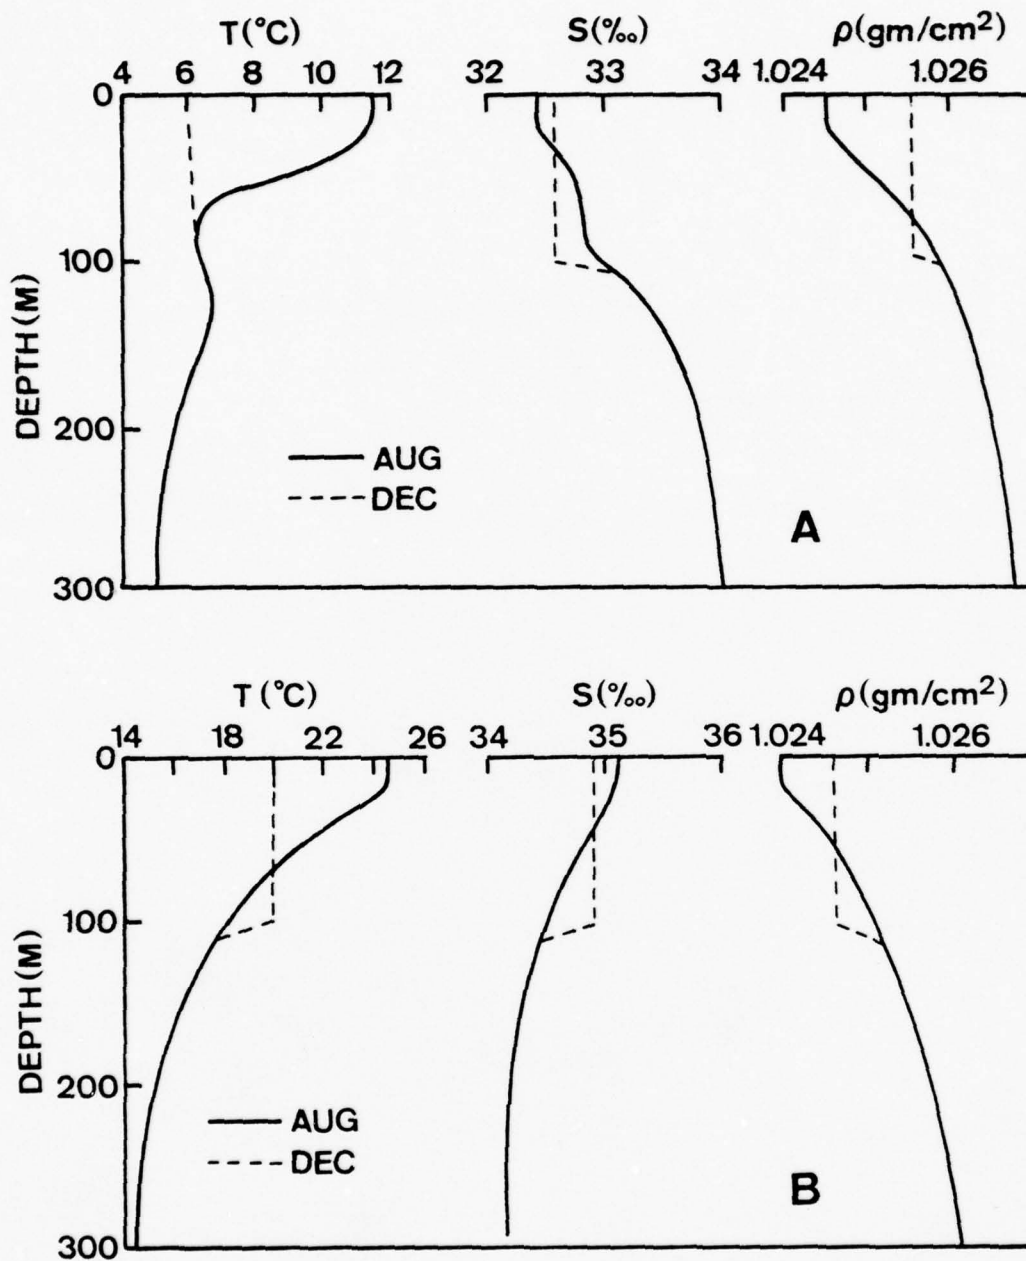 T(°C) S(‰) ρ(gm/cm²)
4 6 8 10 12 32 33 34 1.024 1.026
0
100
200
300
DEPTH(M)
AUG
DEC
A
T(°C) S(‰) ρ(gm/cm²)
14 18 22 26 34 35 36 1.024 1.026
0
100
200
300
DEPTH(M)
AUG
DEC
B